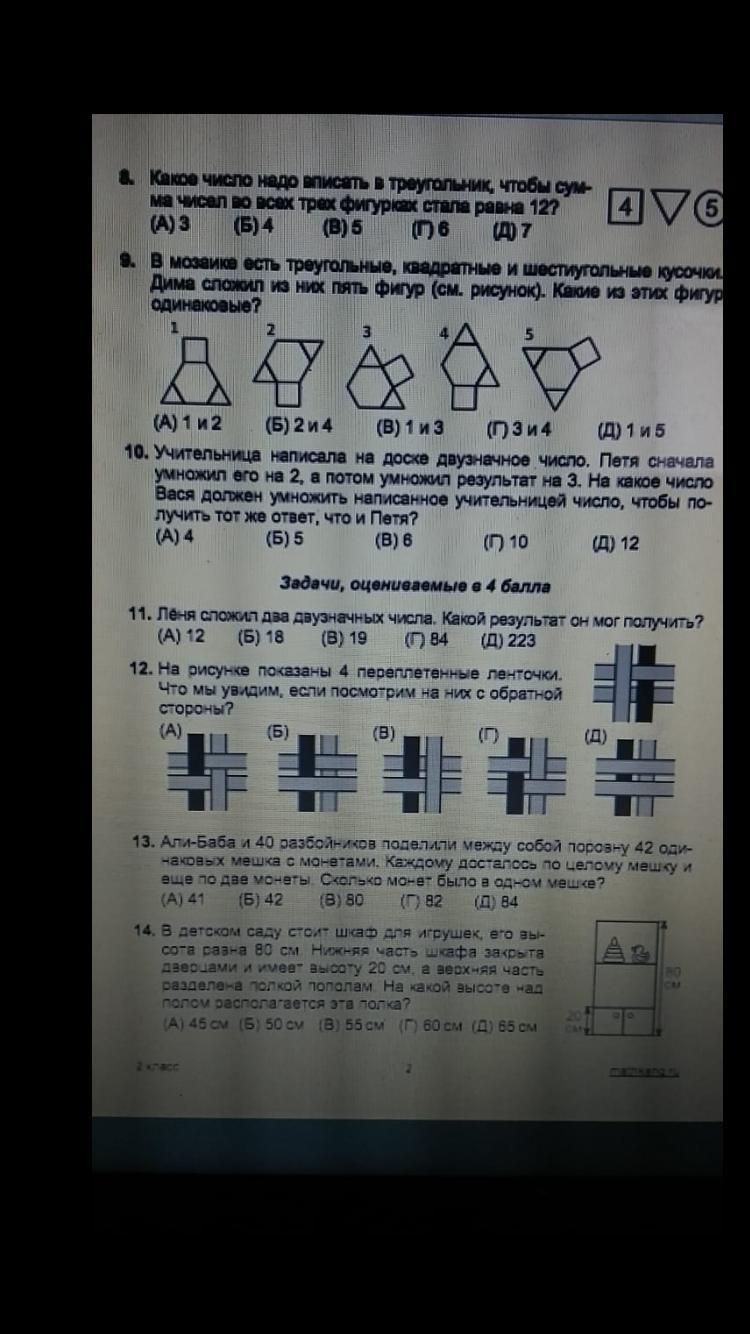 8. Какое число надо вписать в треугольник, чтобы сум-
ма чисел во всех трех фигурках стала равна 12?
4 5
(А) 3 (Б) 4 (В) 5 (Г) 6 (Д) 7
9. В мозаике есть треугольные, квадратные и шестиугольные кусочки.
Дима сложил из них пять фигур (см. рисунок). Какие из этих фигур
одинаковые?
1 2 3 4 5
(А) 1 и 2 (Б) 2 и 4 (В) 1 и 3 (Г) 3 и 4 (Д) 1 и 5
10. Учительница написала на доске двузначное число. Петя сначала
умножил его на 2, а потом умножил результат на 3. На какое число
Вася должен умножить написанное учительницей число, чтобы по-
лучить тот же ответ, что и Петя?
(А) 4 (Б) 5 (В) 6 (Г) 10 (Д) 12
Задачи, оцениваемые в 4 балла
11. Лёня сложил два двузначных числа. Какой результат он мог получить?
(А) 12 (Б) 18 (В) 19 (Г) 84 (Д) 223
12. На рисунке показаны 4 переплетенные ленточки.
Что мы увидим, если посмотрим на них с обратной
стороны?
(А) (Б) (В) (Г) (Д)
13. Али-Баба и 40 разбойников поделили между собой поровну 42 оди-
наковых мешка с монетами. Каждому досталось по целому мешку и
еще по две монеты. Сколько монет было в одном мешке?
(А) 41 (Б) 42 (В) 80 (Г) 82 (Д) 84
14. В детском саду стоит шкаф для игрушек, его вы-
сота равна 80 см. Нижняя часть шкафа закрыта
дверцами и имеет высоту 20 см, а верхняя часть
разделена полкой пополам. На какой высоте над
полом располагается эта полка?
(А) 45 см (Б) 50 см (В) 55 см (Г) 60 см (Д) 65 см
80
см
20
см
2 класс 2 mathkang.ru